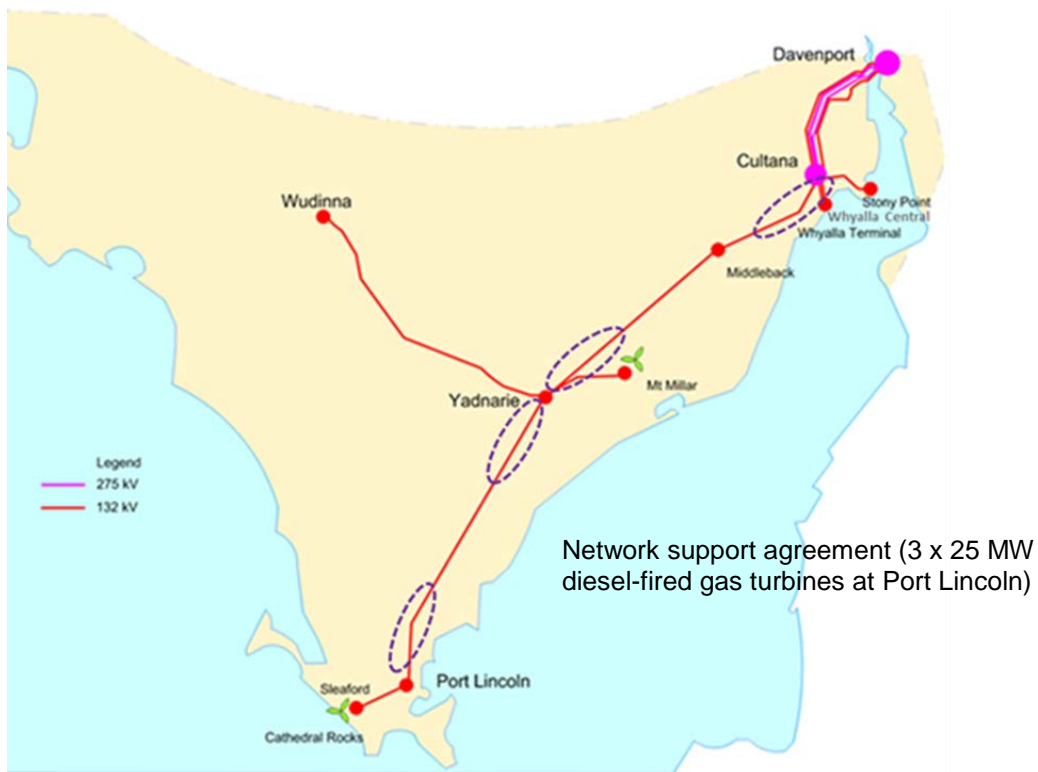 Davenport
Cultana
Wudinna
Stony Point
Whyalla Central
Whyalla Terminal
Middleback
Mt Millar
Yadnarie
Legend
275 kV
132 kV
Network support agreement (3 x 25 MW
diesel-fired gas turbines at Port Lincoln)
Sleaford
Port Lincoln
Cathedral Rocks